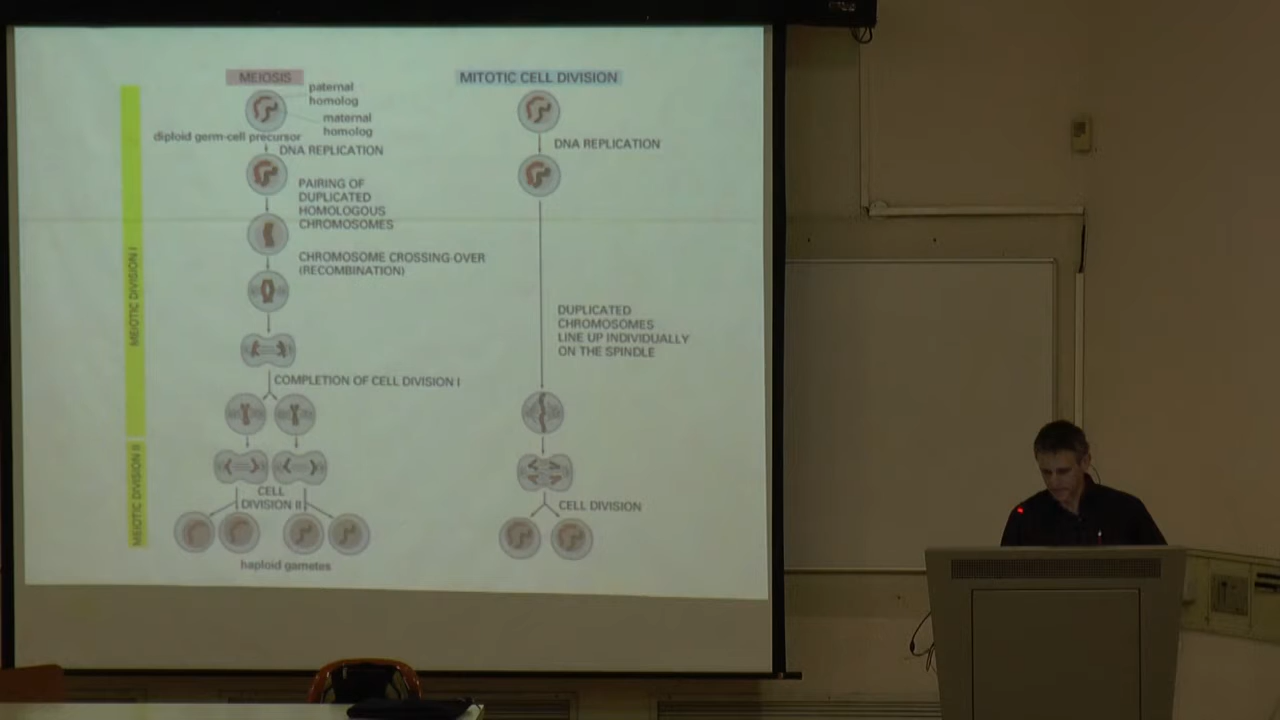 MEIOSIS
paternal
homolog
maternal
homolog
diploid germ-cell precursor
DNA REPLICATION
PAIRING OF
DUPLICATED
HOMOLOGOUS
CHROMOSOMES
CHROMOSOME CROSSING-OVER
(RECOMBINATION)
COMPLETION OF CELL DIVISION I
CELL
DIVISION II
haploid gametes
MEIOTIC DIVISION I
MEIOTIC DIVISION II
MITOTIC CELL DIVISION
DNA REPLICATION
DUPLICATED
CHROMOSOMES
LINE UP INDIVIDUALLY
ON THE SPINDLE
CELL DIVISION